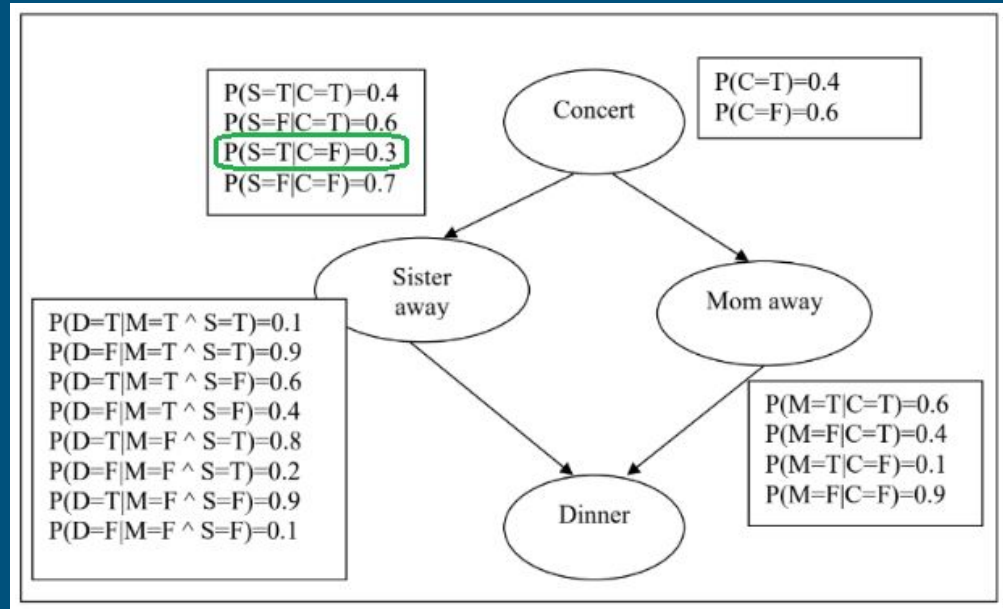 P(S=T|C=T)=0.4
P(S=F|C=T)=0.6
P(S=T|C=F)=0.3
P(S=F|C=F)=0.7
Concert
P(C=T)=0.4
P(C=F)=0.6
Sister
away
Mom away
P(D=T|M=T ^ S=T)=0.1
P(D=F|M=T ^ S=T)=0.9
P(D=T|M=T ^ S=F)=0.6
P(D=F|M=T ^ S=F)=0.4
P(D=T|M=F ^ S=T)=0.8
P(D=F|M=F ^ S=T)=0.2
P(D=T|M=F ^ S=F)=0.9
P(D=F|M=F ^ S=F)=0.1
P(M=T|C=T)=0.6
P(M=F|C=T)=0.4
P(M=T|C=F)=0.1
P(M=F|C=F)=0.9
Dinner